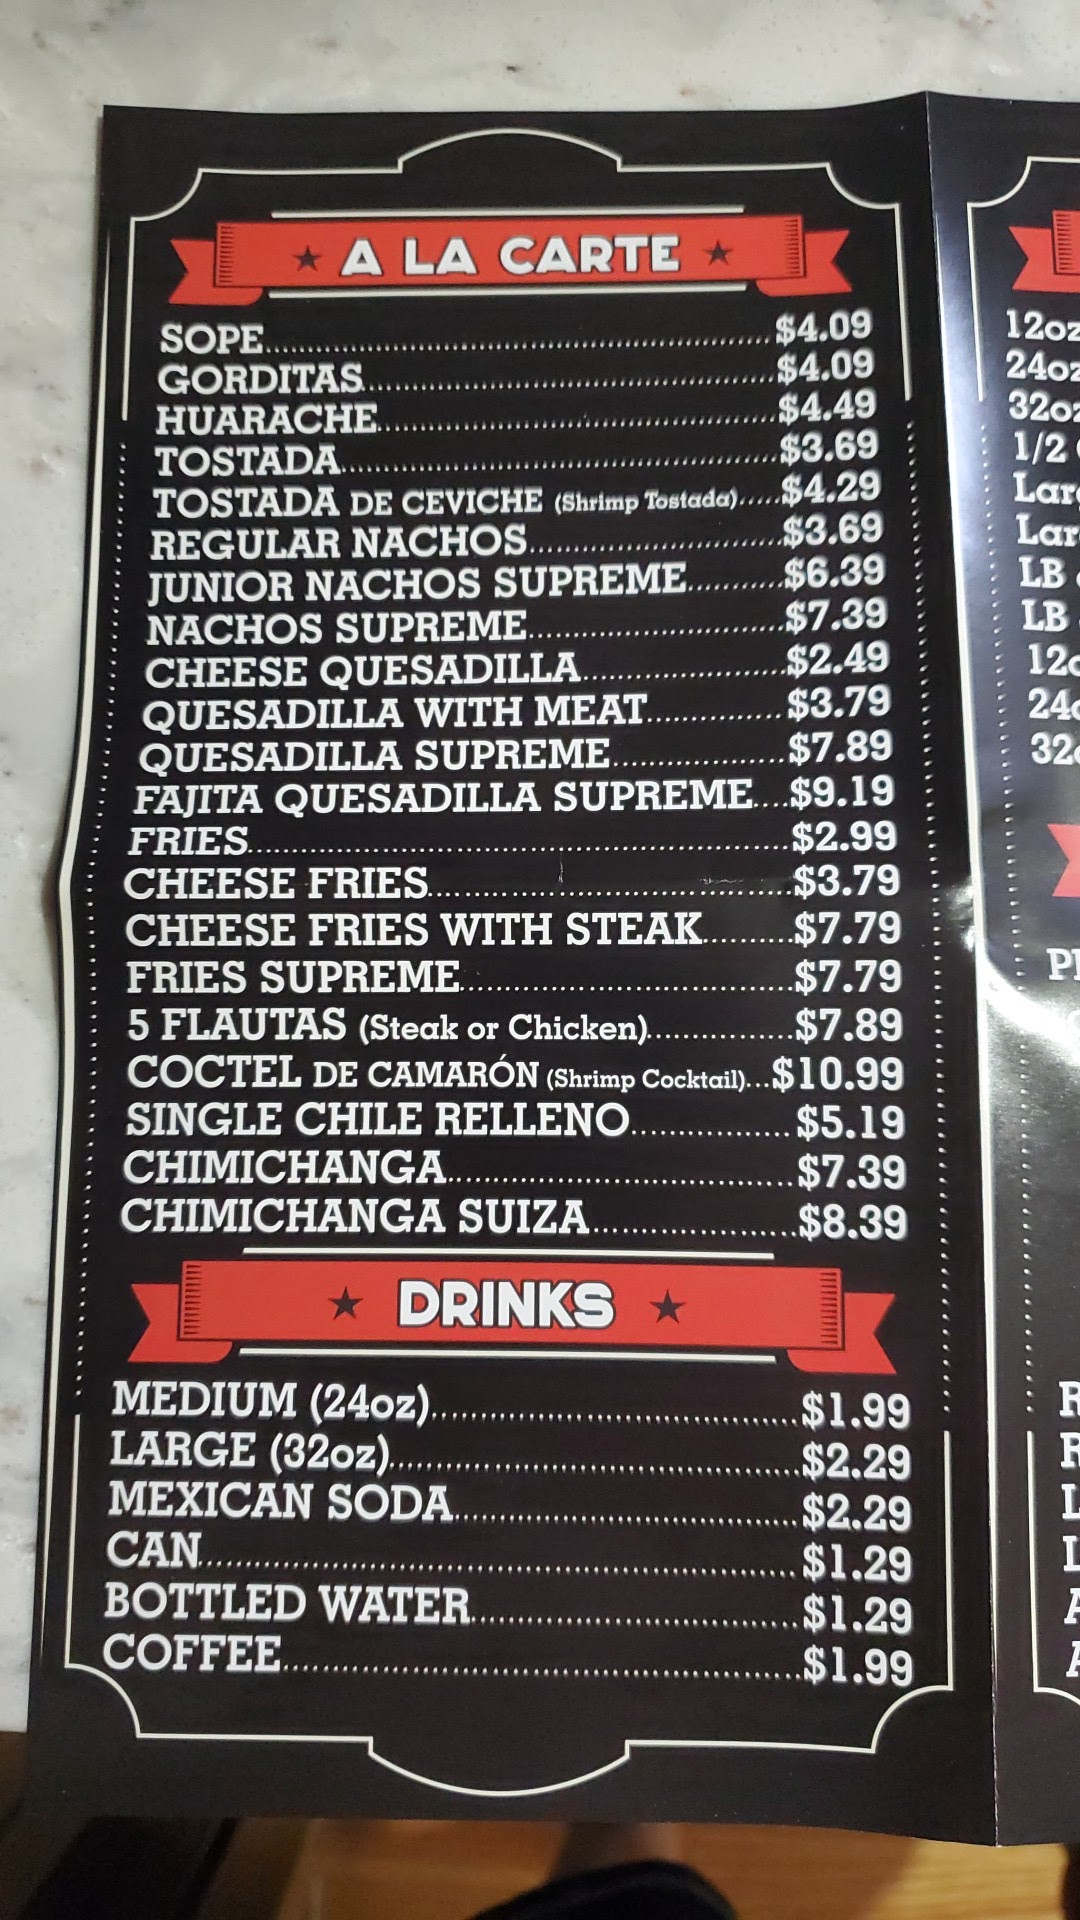 ★ A LA CARTE ★
SOPE $4.09
GORDITAS $4.09
HUARACHE $4.49
TOSTADA $3.69
TOSTADA DE CEVICHE (Shrimp Tostada) $4.29
REGULAR NACHOS $3.69
JUNIOR NACHOS SUPREME $6.39
NACHOS SUPREME $7.39
CHEESE QUESADILLA $2.49
QUESADILLA WITH MEAT $3.79
QUESADILLA SUPREME $7.89
FAJITA QUESADILLA SUPREME $9.19
FRIES $2.99
CHEESE FRIES $3.79
CHEESE FRIES WITH STEAK $7.79
FRIES SUPREME $7.79
5 FLAUTAS (Steak or Chicken) $7.89
COCTEL DE CAMARÓN (Shrimp Cocktail) $10.99
SINGLE CHILE RELLENO $5.19
CHIMICHANGA $7.39
CHIMICHANGA SUIZA $8.39
★ DRINKS ★
MEDIUM (24oz) $1.99
LARGE (32oz) $2.29
MEXICAN SODA $2.29
CAN $1.29
BOTTLED WATER $1.29
COFFEE $1.99
12oz
24oz
32oz
1/2
LB
LB